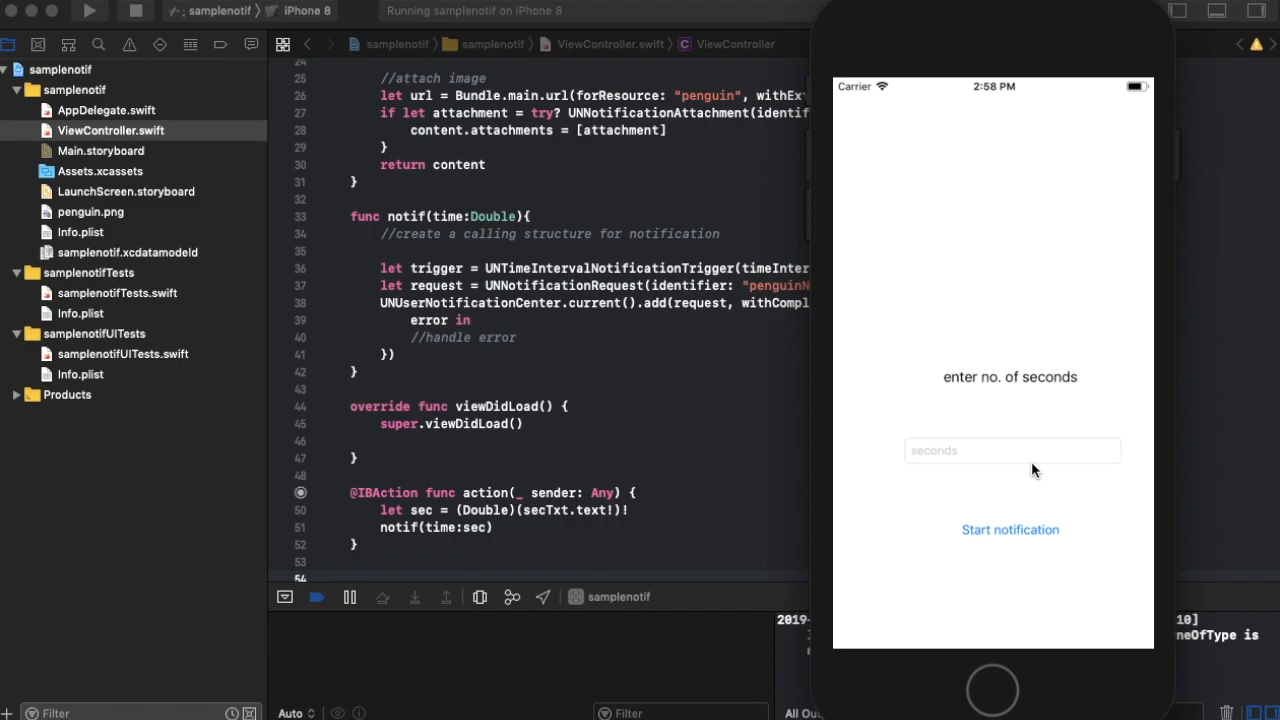 samplenotif
iPhone 8
Running samplenotif on iPhone 8
samplenotif
samplenotif
ViewController.swift
C
ViewController
samplenotif
samplenotif
AppDelegate.swift
ViewController.swift
Main.storyboard
Assets.xcassets
LaunchScreen.storyboard
penguin.png
Info.plist
samplenotif.xcdatamodeld
samplenotifTests
samplenotifTests.swift
Info.plist
samplenotifUITests
samplenotifUITests.swift
Info.plist
Products
Filter
24
25 //attach image
26 let url = Bundle.main.url(forResource: "penguin", withEx
27 if let attachment = try? UNNotificationAttachment(identif
28 content.attachments = [attachment]
29 }
30 return content
31 }
32
33 func notif(time:Double){
34 //create a calling structure for notification
35
36 let trigger = UNTimeIntervalNotificationTrigger(timeInter
37 let request = UNNotificationRequest(identifier: "penguinN
38 UNUserNotificationCenter.current().add(request, withCompl
39 error in
40 //handle error
41 })
42 }
43
44 override func viewDidLoad() {
45 super.viewDidLoad()
46
47 }
48
@IBAction func action(_ sender: Any) {
50 let sec = (Double)(secTxt.text!)!
51 notif(time:sec)
52 }
53
54
samplenotif
Auto
Filter
2019-
10]
neOfType is
All Ou
Carrier
2:58 PM
enter no. of seconds
seconds
Start notification